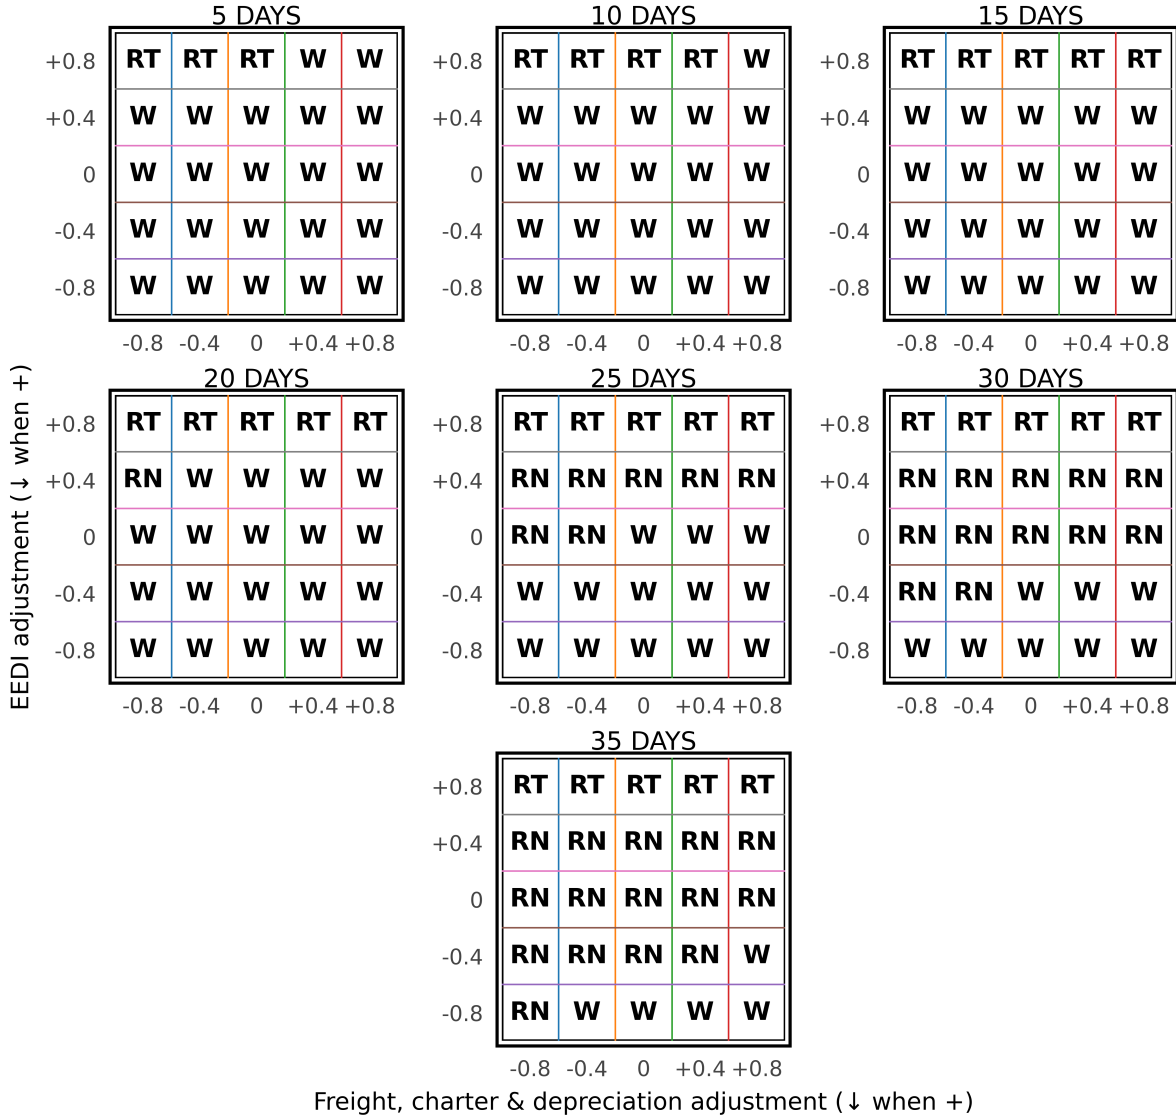 5 DAYS 10 DAYS 15 DAYS
+0.8 RT RT RT W W +0.8 RT RT RT RT W +0.8 RT RT RT RT RT
+0.4 W W W W W +0.4 W W W W W +0.4 W W W W W
0 W W W W W 0 W W W W W 0 W W W W W
-0.4 W W W W W -0.4 W W W W W -0.4 W W W W W
-0.8 W W W W W -0.8 W W W W W -0.8 W W W W W
-0.8 -0.4 0 +0.4 +0.8 -0.8 -0.4 0 +0.4 +0.8 -0.8 -0.4 0 +0.4 +0.8
EEDI adjustment (↓ when +)
20 DAYS 25 DAYS 30 DAYS
+0.8 RT RT RT RT RT +0.8 RT RT RT RT RT +0.8 RT RT RT RT RT
+0.4 RN W W W W +0.4 RN RN RN RN RN +0.4 RN RN RN RN RN
0 W W W W W 0 RN RN W W W 0 RN RN RN RN RN
-0.4 W W W W W -0.4 W W W W W -0.4 RN RN W W W
-0.8 W W W W W -0.8 W W W W W -0.8 W W W W W
-0.8 -0.4 0 +0.4 +0.8 -0.8 -0.4 0 +0.4 +0.8 -0.8 -0.4 0 +0.4 +0.8
35 DAYS
+0.8 RT RT RT RT RT
+0.4 RN RN RN RN RN
0 RN RN RN RN RN
-0.4 RN RN RN RN W
-0.8 RN W W W W
-0.8 -0.4 0 +0.4 +0.8
Freight, charter & depreciation adjustment (↓ when +)